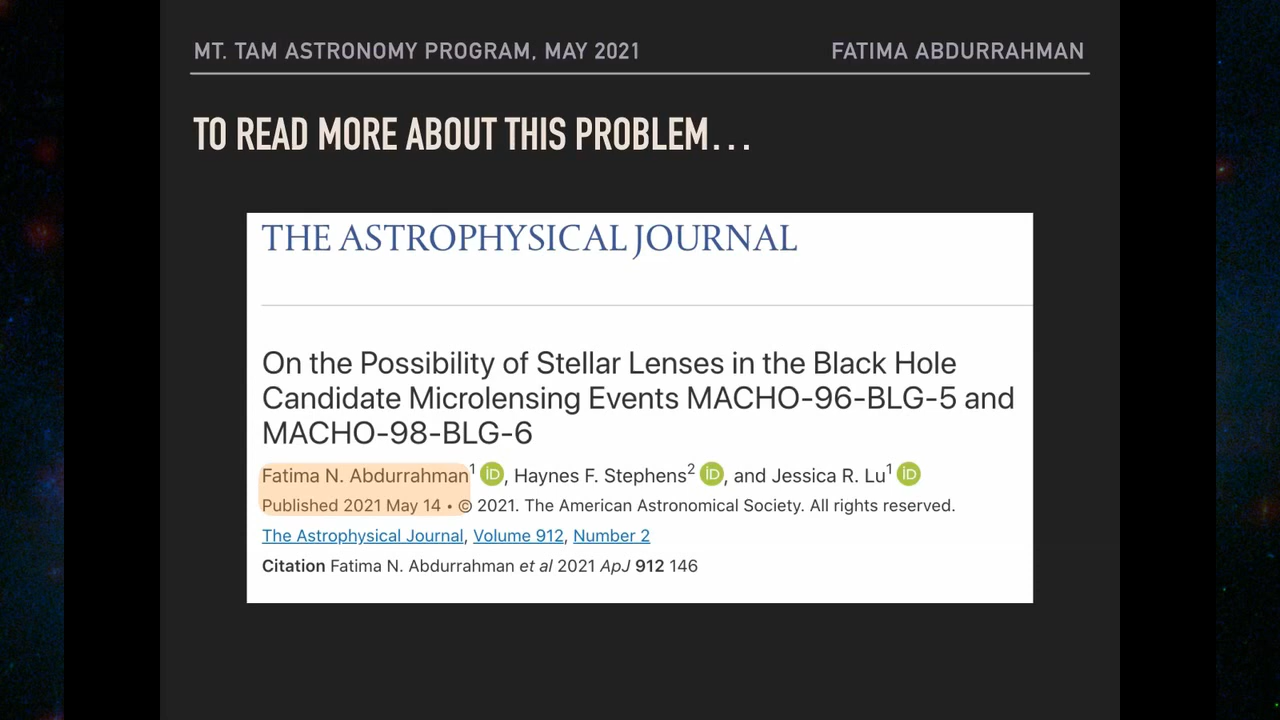 MT. TAM ASTRONOMY PROGRAM, MAY 2021 FATIMA ABDURRAHMAN
TO READ MORE ABOUT THIS PROBLEM...
THE ASTROPHYSICAL JOURNAL
On the Possibility of Stellar Lenses in the Black Hole
Candidate Microlensing Events MACHO-96-BLG-5 and
MACHO-98-BLG-6
Fatima N. Abdurrahman1 iD, Haynes F. Stephens2 iD, and Jessica R. Lu1 iD
Published 2021 May 14 • © 2021. The American Astronomical Society. All rights reserved.
The Astrophysical Journal, Volume 912, Number 2
Citation Fatima N. Abdurrahman et al 2021 ApJ 912 146